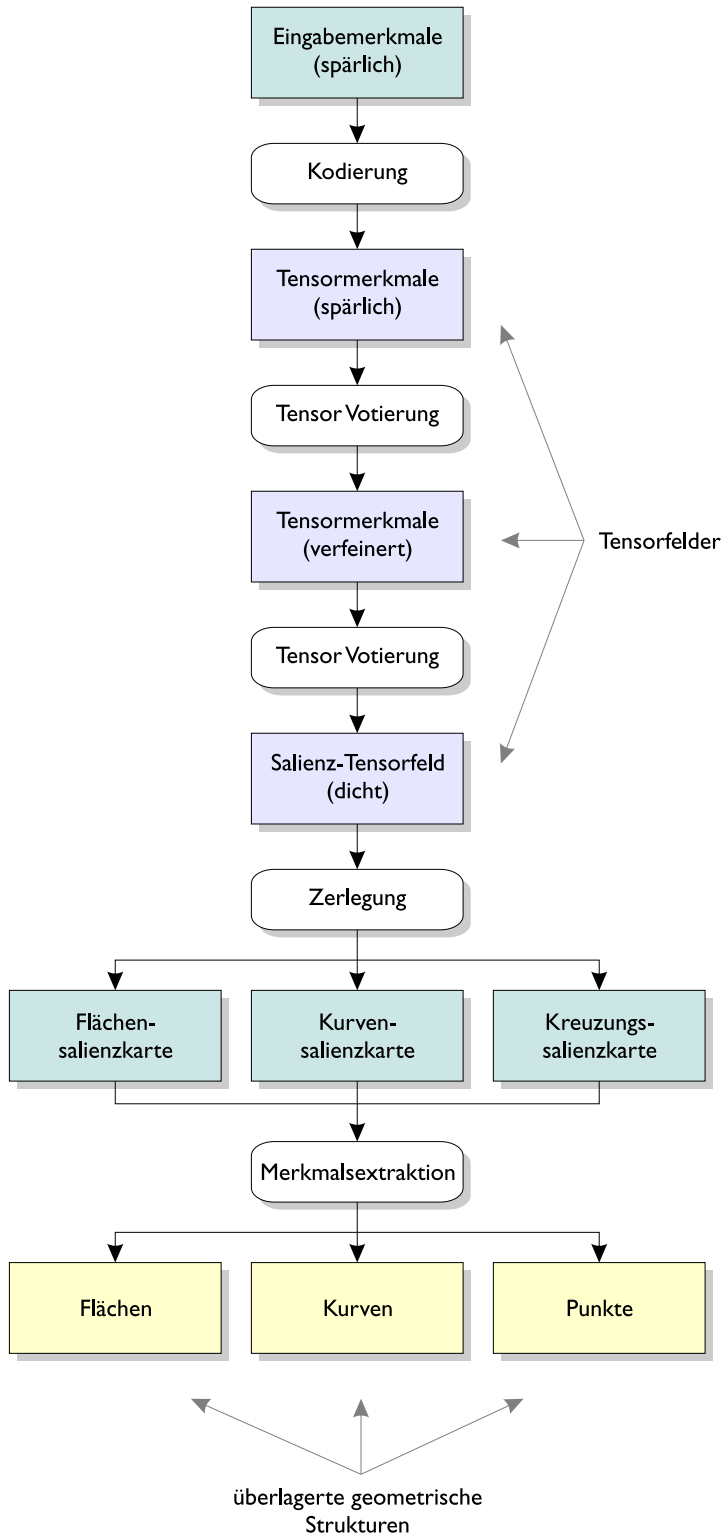 Eingabemerkmale
(spärlich)
Kodierung
Tensormerkmale
(spärlich)
Tensor Votierung
Tensormerkmale
(verfeinert)
Tensorfelder
Tensor Votierung
Salienz-Tensorfeld
(dicht)
Zerlegung
Flächen-
salienzkarte
Kurven-
salienzkarte
Kreuzungs-
salienzkarte
Merkmalsextraktion
Flächen
Kurven
Punkte
überlagerte geometrische
Strukturen